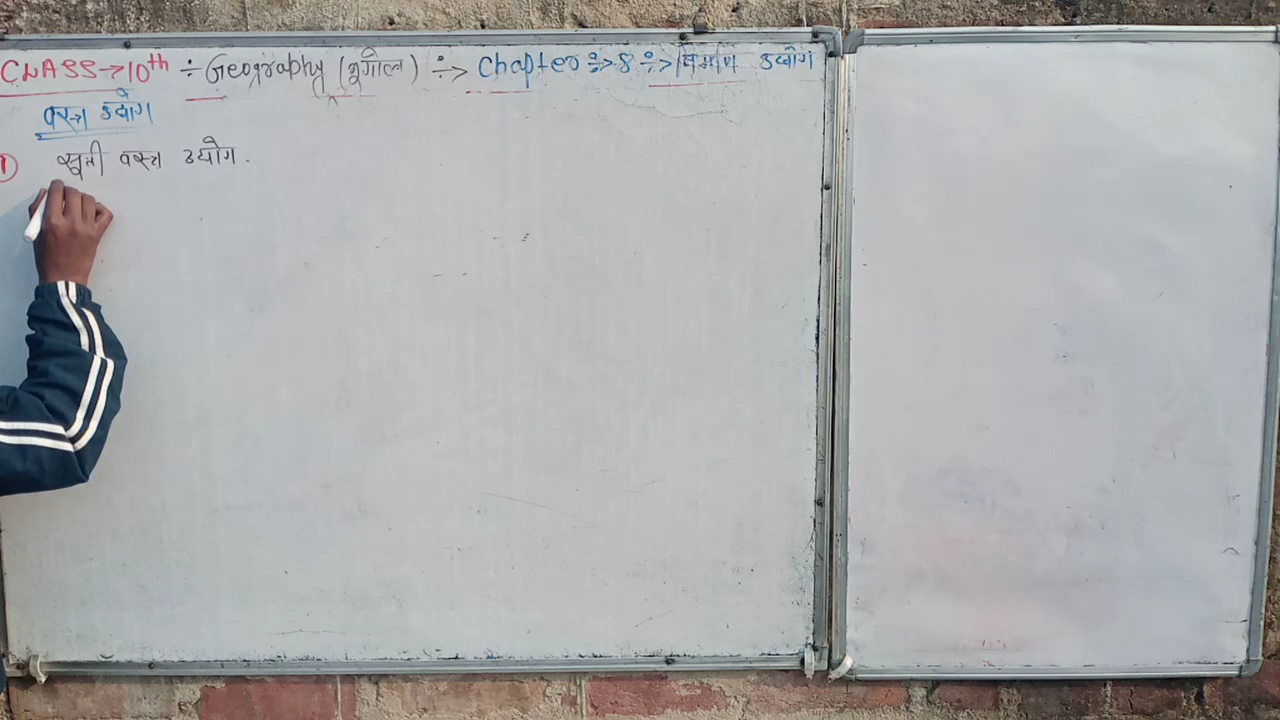 CLASS→10th ÷ Geography (भूगोल) ÷> Chapter ÷> 8 ÷> निर्माण उद्योग
वस्त्र उद्योग
① सूती वस्त्र उद्योग.